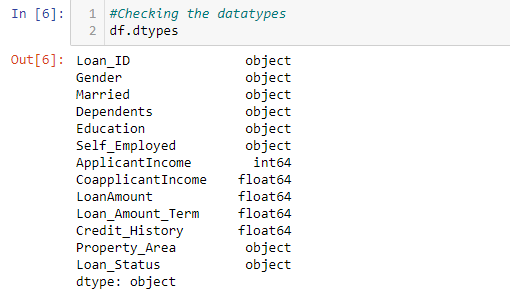 In [6]: 1 #Checking the datatypes
2 df.dtypes
Out[6]: Loan_ID object
Gender object
Married object
Dependents object
Education object
Self_Employed object
ApplicantIncome int64
CoapplicantIncome float64
LoanAmount float64
Loan_Amount_Term float64
Credit_History float64
Property_Area object
Loan_Status object
dtype: object